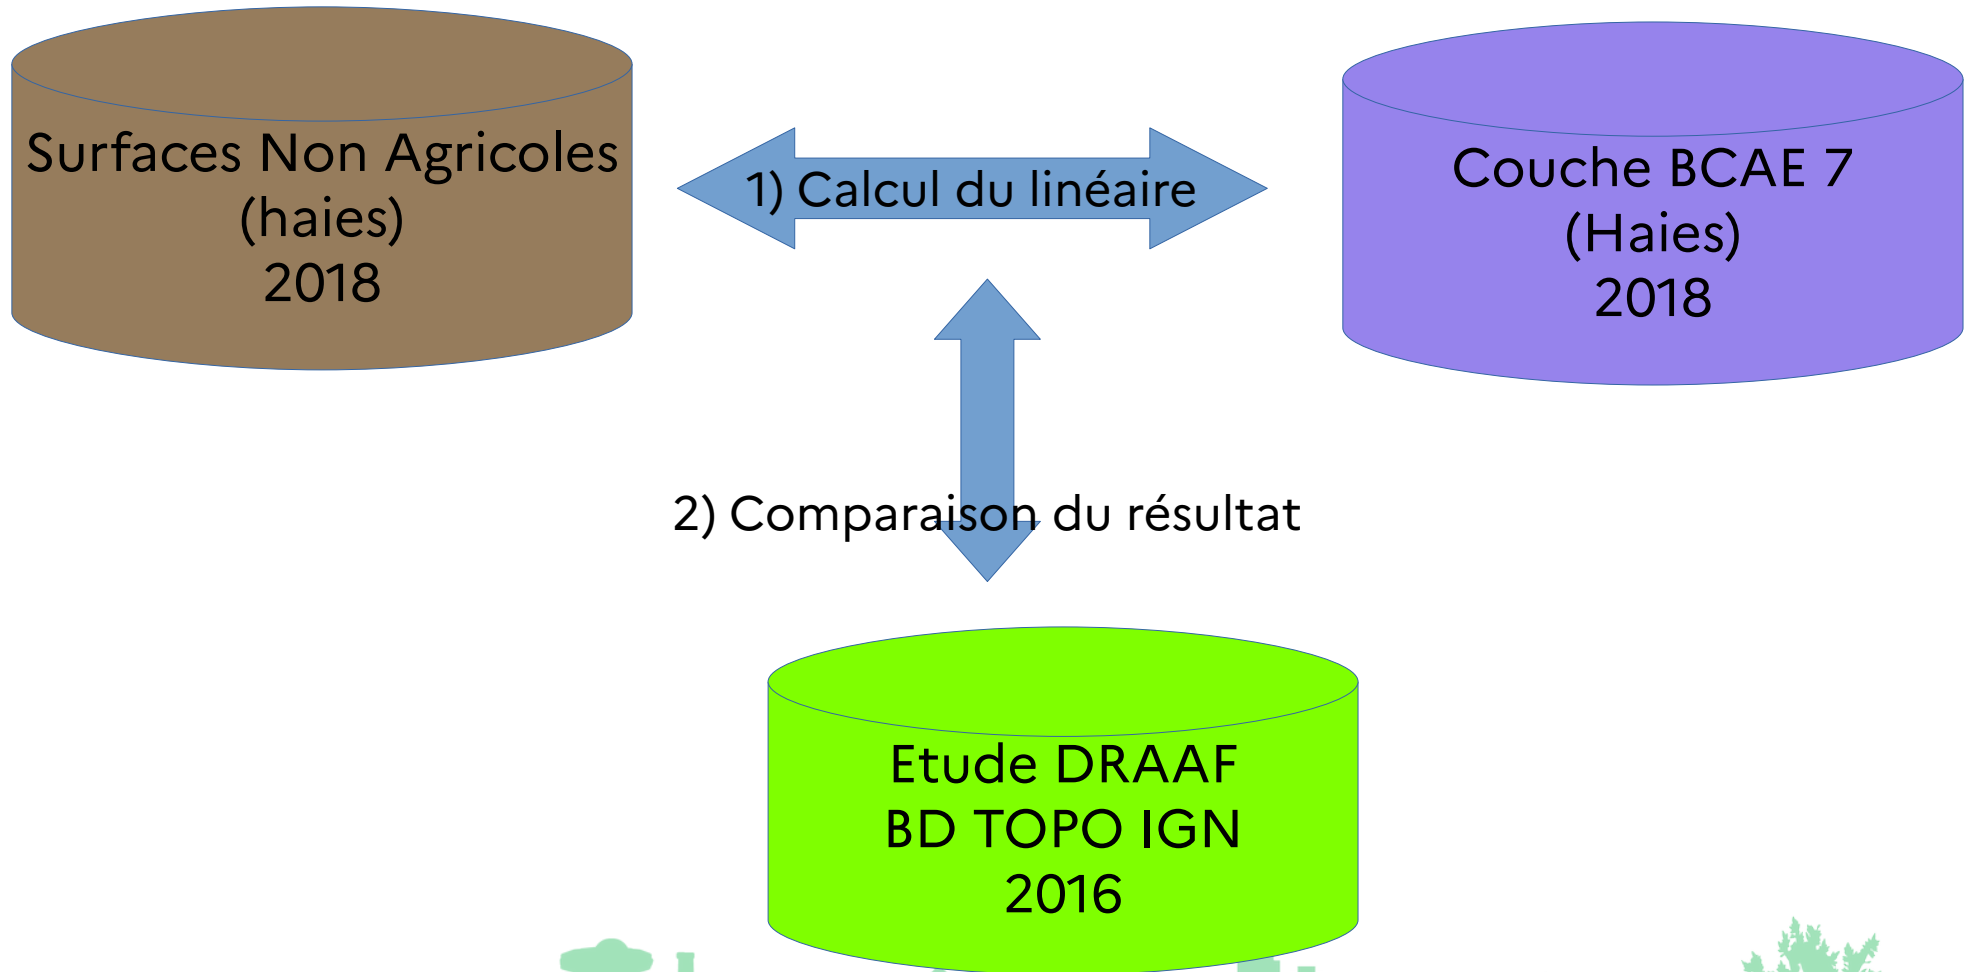 Surfaces Non Agricoles
(haies)
2018
1) Calcul du linéaire
Couche BCAE 7
(Haies)
2018
2) Comparaison du résultat
Etude DRAAF
BD TOPO IGN
2016